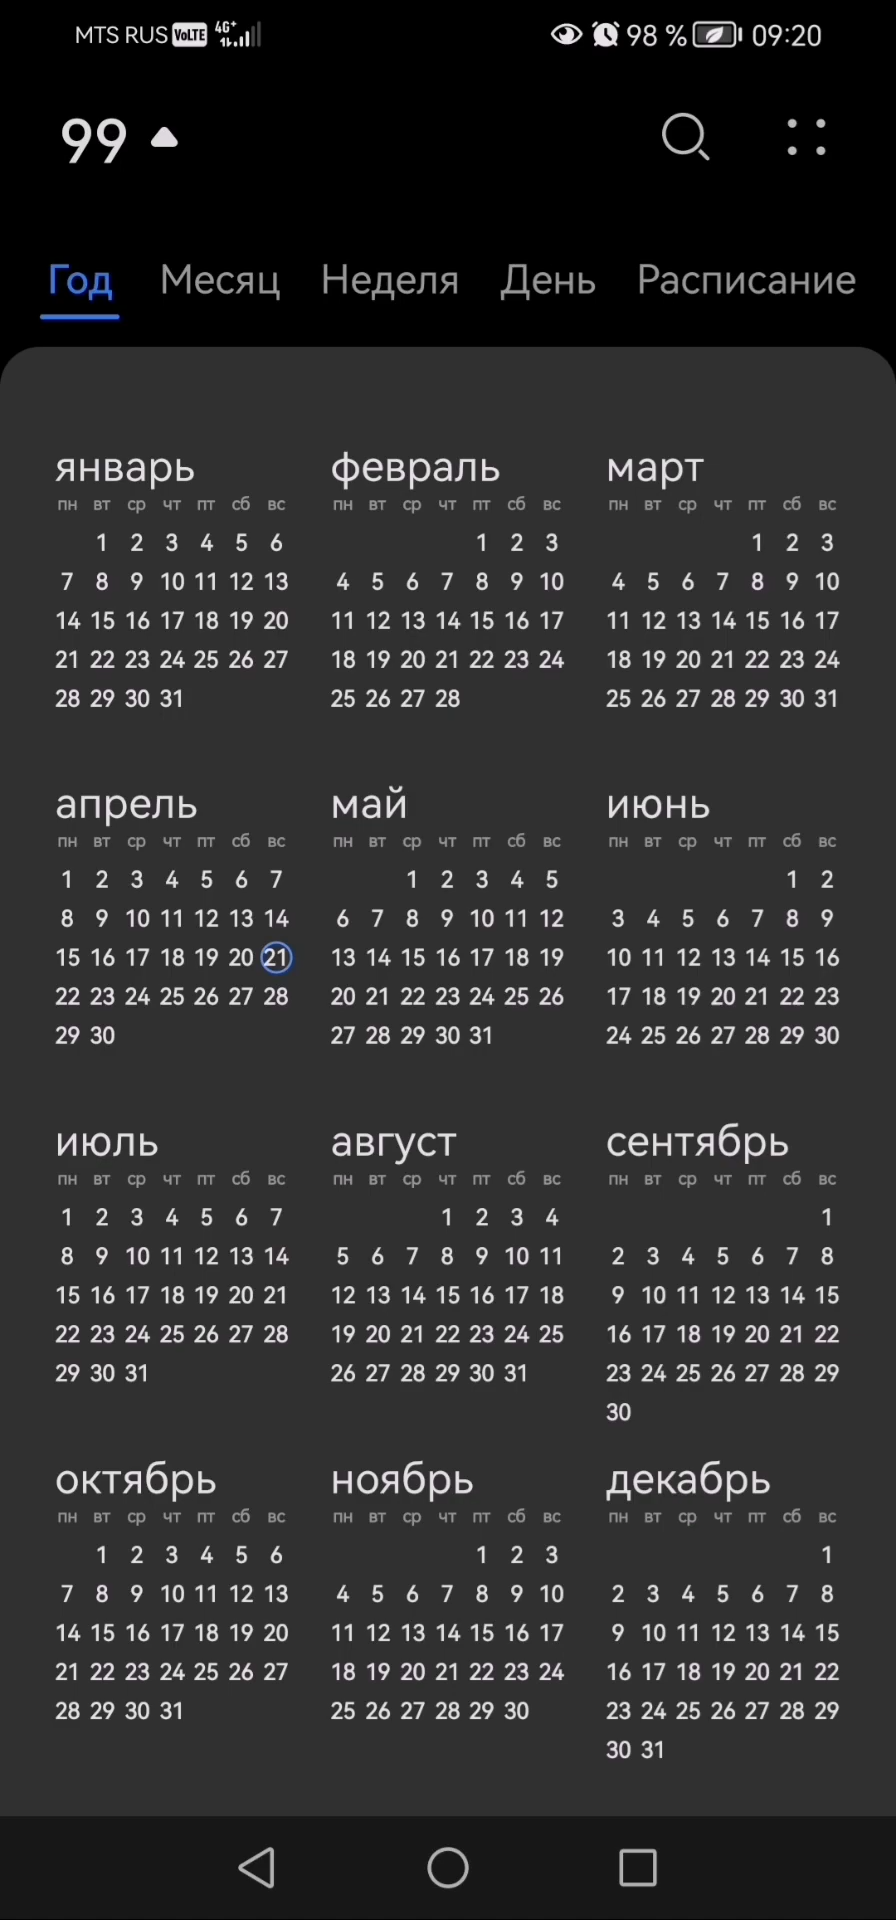 MTS RUS VoLTE 4G+ 98 % 09:20
99
Год Месяц Неделя День Расписание
январь февраль март
пн вт ср чт пт сб вс пн вт ср чт пт сб вс пн вт ср чт пт сб вс
1 2 3 4 5 6 1 2 3 1 2 3
7 8 9 10 11 12 13 4 5 6 7 8 9 10 4 5 6 7 8 9 10
14 15 16 17 18 19 20 11 12 13 14 15 16 17 11 12 13 14 15 16 17
21 22 23 24 25 26 27 18 19 20 21 22 23 24 18 19 20 21 22 23 24
28 29 30 31 25 26 27 28 25 26 27 28 29 30 31
апрель май июнь
пн вт ср чт пт сб вс пн вт ср чт пт сб вс пн вт ср чт пт сб вс
1 2 3 4 5 6 7 1 2 3 4 5 1 2
8 9 10 11 12 13 14 6 7 8 9 10 11 12 3 4 5 6 7 8 9
15 16 17 18 19 20 21 13 14 15 16 17 18 19 10 11 12 13 14 15 16
22 23 24 25 26 27 28 20 21 22 23 24 25 26 17 18 19 20 21 22 23
29 30 27 28 29 30 31 24 25 26 27 28 29 30
июль август сентябрь
пн вт ср чт пт сб вс пн вт ср чт пт сб вс пн вт ср чт пт сб вс
1 2 3 4 5 6 7 1 2 3 4 1
8 9 10 11 12 13 14 5 6 7 8 9 10 11 2 3 4 5 6 7 8
15 16 17 18 19 20 21 12 13 14 15 16 17 18 9 10 11 12 13 14 15
22 23 24 25 26 27 28 19 20 21 22 23 24 25 16 17 18 19 20 21 22
29 30 31 26 27 28 29 30 31 23 24 25 26 27 28 29
30
октябрь ноябрь декабрь
пн вт ср чт пт сб вс пн вт ср чт пт сб вс пн вт ср чт пт сб вс
1 2 3 4 5 6 1 2 3 1
7 8 9 10 11 12 13 4 5 6 7 8 9 10 2 3 4 5 6 7 8
14 15 16 17 18 19 20 11 12 13 14 15 16 17 9 10 11 12 13 14 15
21 22 23 24 25 26 27 18 19 20 21 22 23 24 16 17 18 19 20 21 22
28 29 30 31 25 26 27 28 29 30 23 24 25 26 27 28 29
30 31